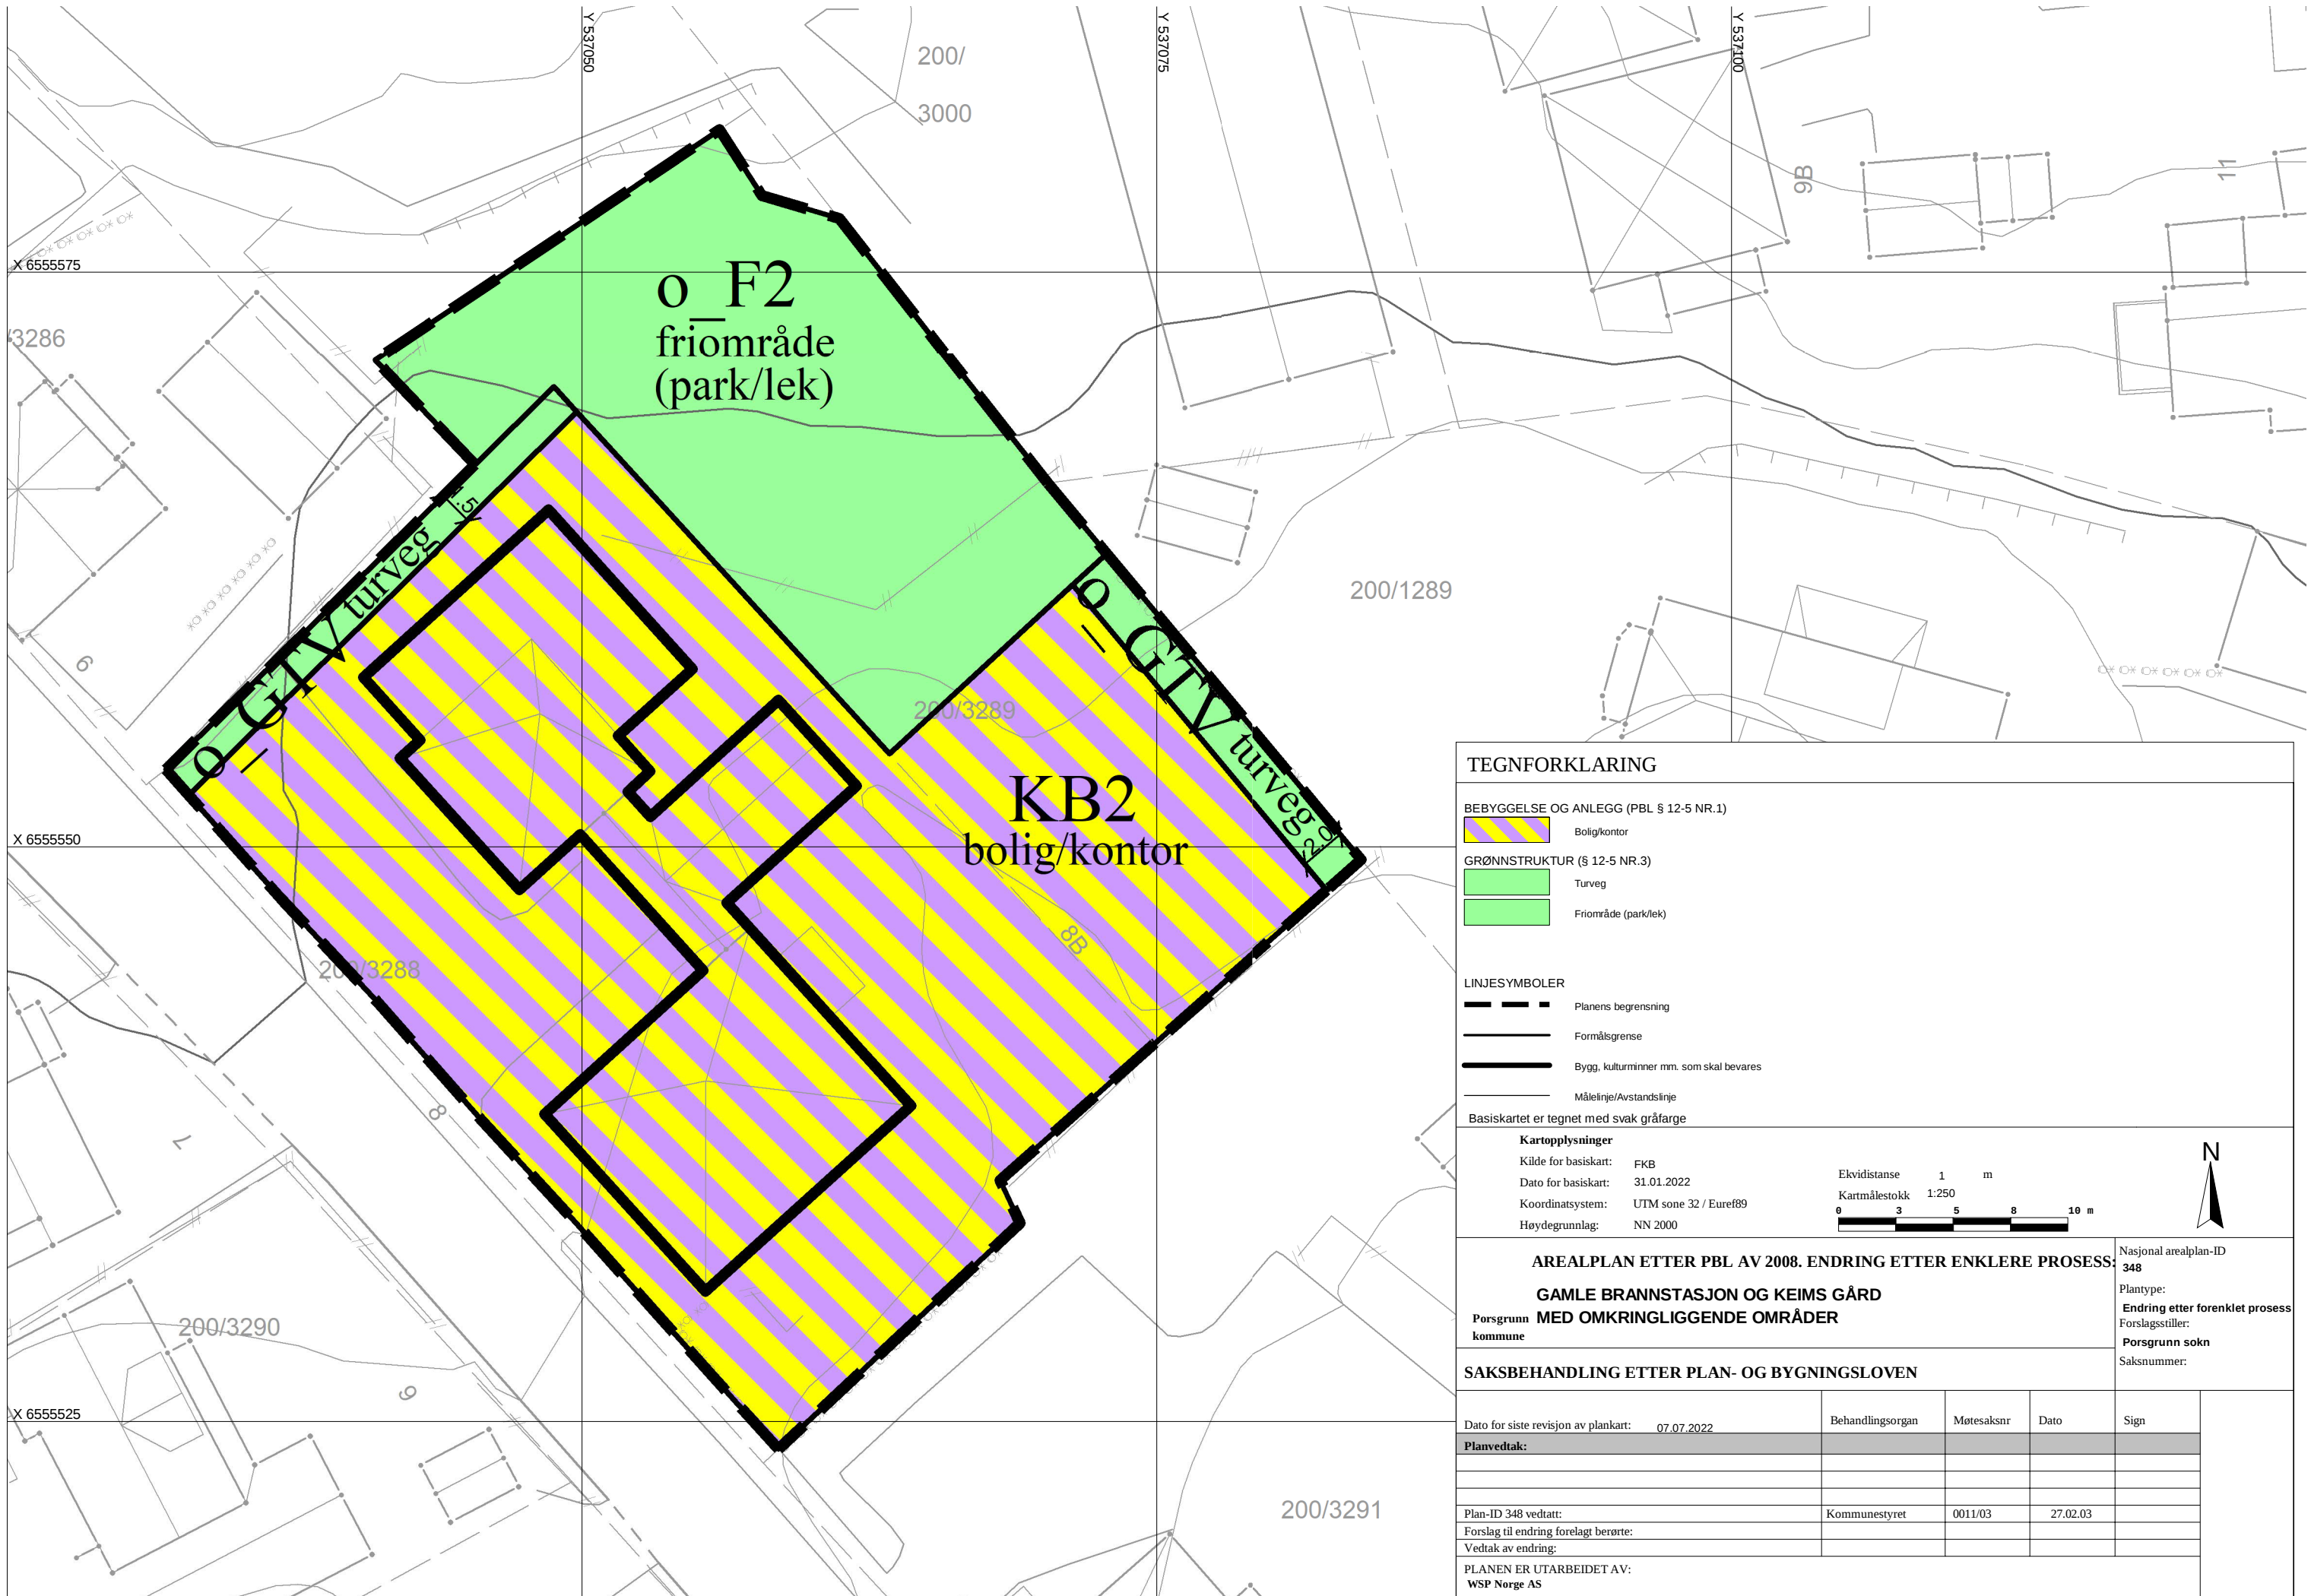 Y 537050
Y 537075
Y 537100
200/
3000
9B
11
X 6555575
o_F2
friområde
(park/lek)
/3286
1.5
o_GTV turveg
o_GTV turveg
2.0
200/1289
6
200/3289
KB2
bolig/kontor
X 6555550
8B
200/3288
8
7
200/3290
9
X 6555525
200/3291
TEGNFORKLARING
BEBYGGELSE OG ANLEGG (PBL § 12-5 NR.1)
Bolig/kontor
GRØNNSTRUKTUR (§ 12-5 NR.3)
Turveg
Friområde (park/lek)
LINJESYMBOLER
Planens begrensning
Formålsgrense
Bygg, kulturminner mm. som skal bevares
Målelinje/Avstandslinje
Basiskartet er tegnet med svak gråfarge
Kartopplysninger
Kilde for basiskart: FKB
Dato for basiskart: 31.01.2022
Koordinatsystem: UTM sone 32 / Euref89
Høydegrunnlag: NN 2000
Ekvidistanse 1 m
Kartmålestokk 1:250
0 3 5 8 10 m
N
AREALPLAN ETTER PBL AV 2008. ENDRING ETTER ENKLERE PROSESS:
GAMLE BRANNSTASJON OG KEIMS GÅRD
MED OMKRINGLIGGENDE OMRÅDER
Porsgrunn
kommune
Nasjonal arealplan-ID
348
Plantype:
Endring etter forenklet prosess
Forslagsstiller:
Porsgrunn sokn
Saksnummer:
SAKSBEHANDLING ETTER PLAN- OG BYGNINGSLOVEN
Dato for siste revisjon av plankart: 07.07.2022 Behandlingsorgan Møtesaksnr Dato Sign
Planvedtak:
Plan-ID 348 vedtatt: Kommunestyret 0011/03 27.02.03
Forslag til endring forelagt berørte:
Vedtak av endring:
PLANEN ER UTARBEIDET AV:
WSP Norge AS